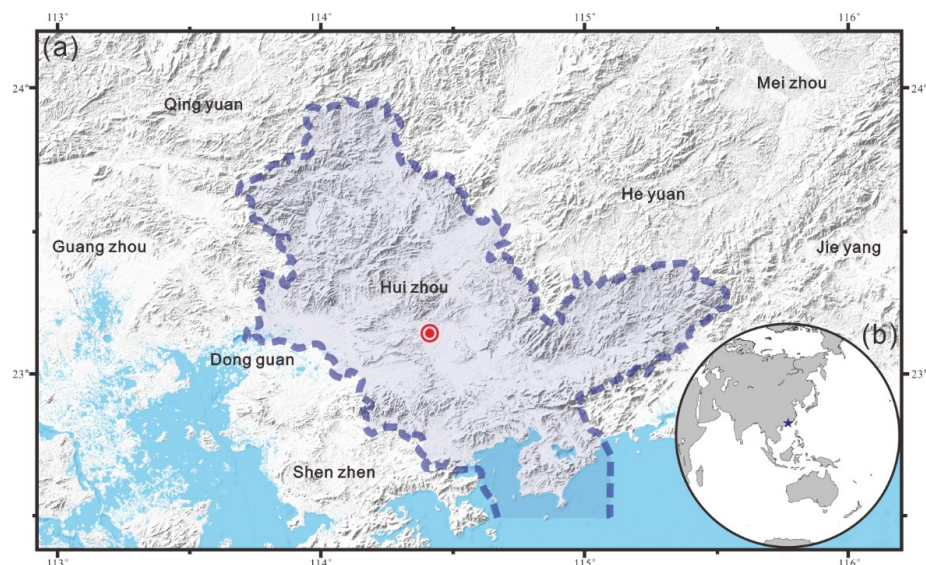 113° 114° 115° 116°
(a)
Mei zhou
24° 24°
Qing yuan
He yuan
Guang zhou Jie yang
Hui zhou
(b)
Dong guan
23° 23°
Shen zhen
113° 114° 115° 116°